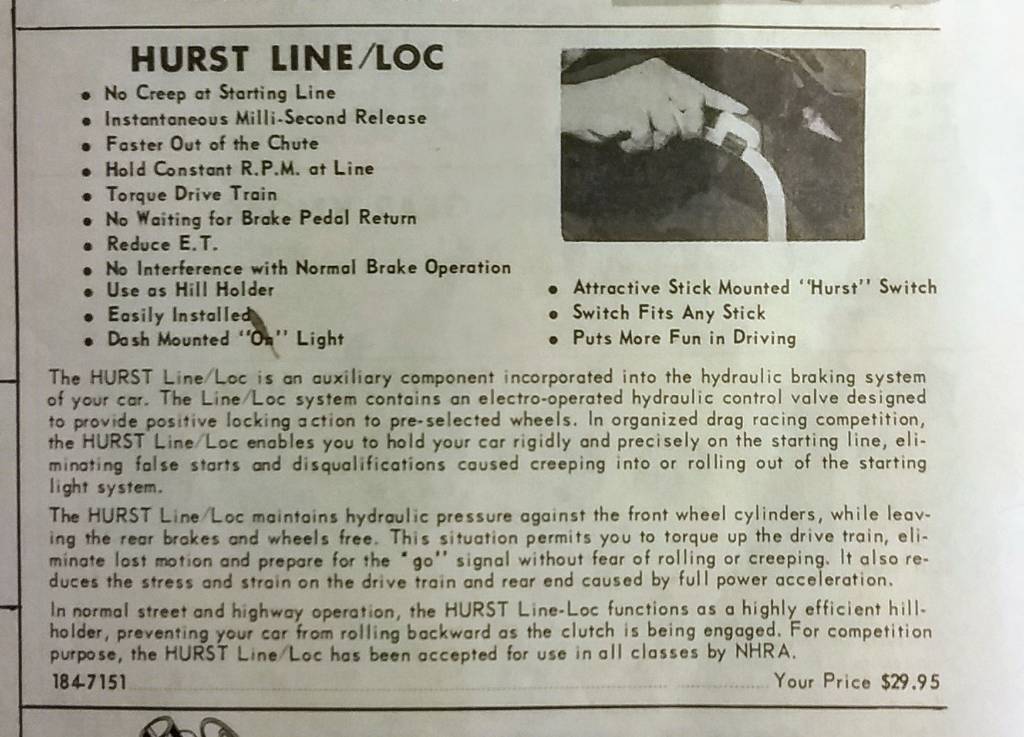 HURST LINE/LOC
• No Creep at Starting Line
• Instantaneous Milli-Second Release
• Faster Out of the Chute
• Hold Constant R.P.M. at Line
• Torque Drive Train
• No Waiting for Brake Pedal Return
• Reduce E.T.
• No Interference with Normal Brake Operation
• Use as Hill Holder
• Easily Installed
• Dash Mounted "On" Light
• Attractive Stick Mounted "Hurst" Switch
• Switch Fits Any Stick
• Puts More Fun in Driving
The HURST Line/Loc is an auxiliary component incorporated into the hydraulic braking system
of your car. The Line/Loc system contains an electro-operated hydraulic control valve designed
to provide positive locking action to pre-selected wheels. In organized drag racing competition,
the HURST Line/Loc enables you to hold your car rigidly and precisely on the starting line, eli-
minating false starts and disqualifications caused creeping into or rolling out of the starting
light system.
The HURST Line/Loc maintains hydraulic pressure against the front wheel cylinders, while leav-
ing the rear brakes and wheels free. This situation permits you to torque up the drive train, eli-
minate lost motion and prepare for the "go" signal without fear of rolling or creeping. It also re-
duces the stress and strain on the drive train and rear end caused by full power acceleration.
In normal street and highway operation, the HURST Line-Loc functions as a highly efficient hill-
holder, preventing your car from rolling backward as the clutch is being engaged. For competition
purpose, the HURST Line/Loc has been accepted for use in all classes by NHRA.
184-7151 Your Price $29.95